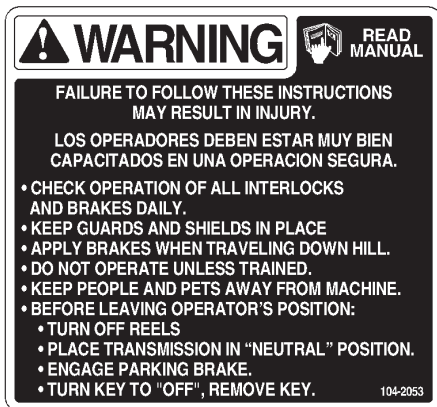 WARNING
READ
MANUAL
FAILURE TO FOLLOW THESE INSTRUCTIONS
MAY RESULT IN INJURY.
LOS OPERADORES DEBEN ESTAR MUY BIEN
CAPACITADOS EN UNA OPERACION SEGURA.
• CHECK OPERATION OF ALL INTERLOCKS
AND BRAKES DAILY.
• KEEP GUARDS AND SHIELDS IN PLACE
• APPLY BRAKES WHEN TRAVELING DOWN HILL.
• DO NOT OPERATE UNLESS TRAINED.
• KEEP PEOPLE AND PETS AWAY FROM MACHINE.
• BEFORE LEAVING OPERATOR'S POSITION:
• TURN OFF REELS
• PLACE TRANSMISSION IN “NEUTRAL” POSITION.
• ENGAGE PARKING BRAKE.
• TURN KEY TO "OFF", REMOVE KEY.
104-2053